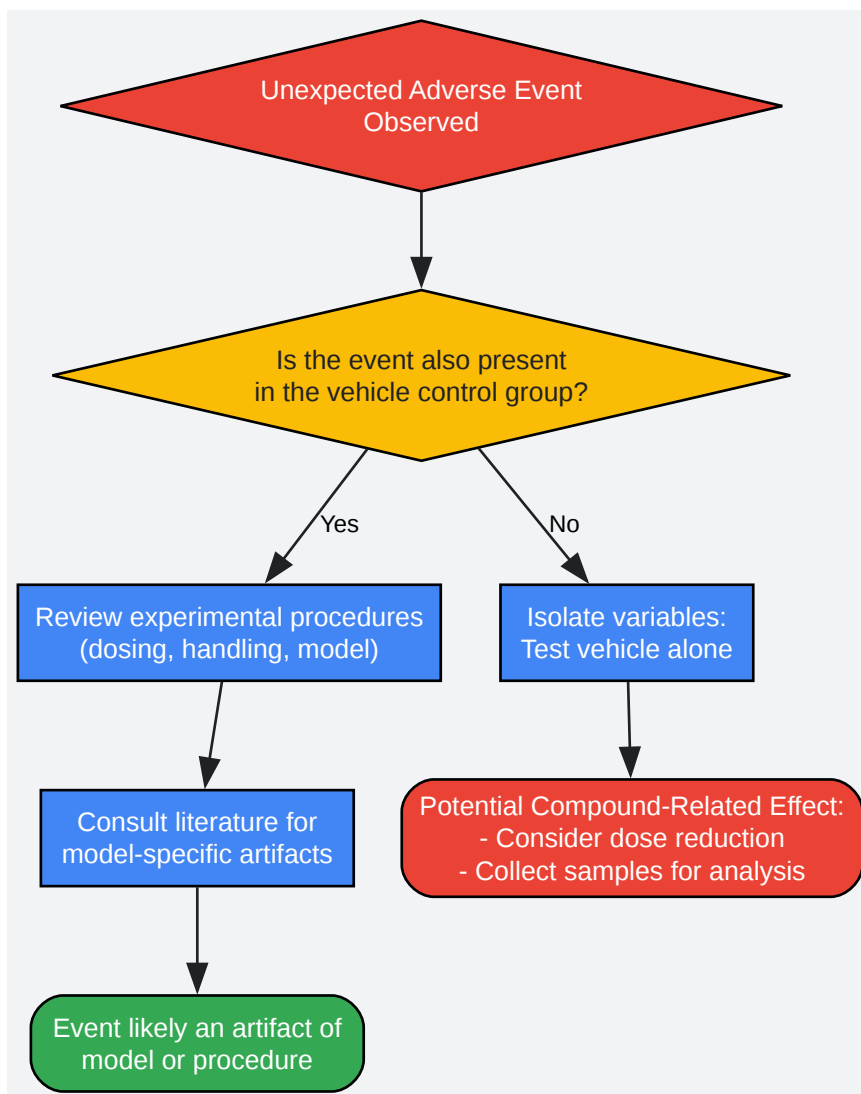 Unexpected Adverse Event
Observed
Is the event also present
in the vehicle control group?
Yes
No
Review experimental procedures
(dosing, handling, model)
Isolate variables:
Test vehicle alone
Consult literature for
model-specific artifacts
Potential Compound-Related Effect:
- Consider dose reduction
- Collect samples for analysis
Event likely an artifact of
model or procedure